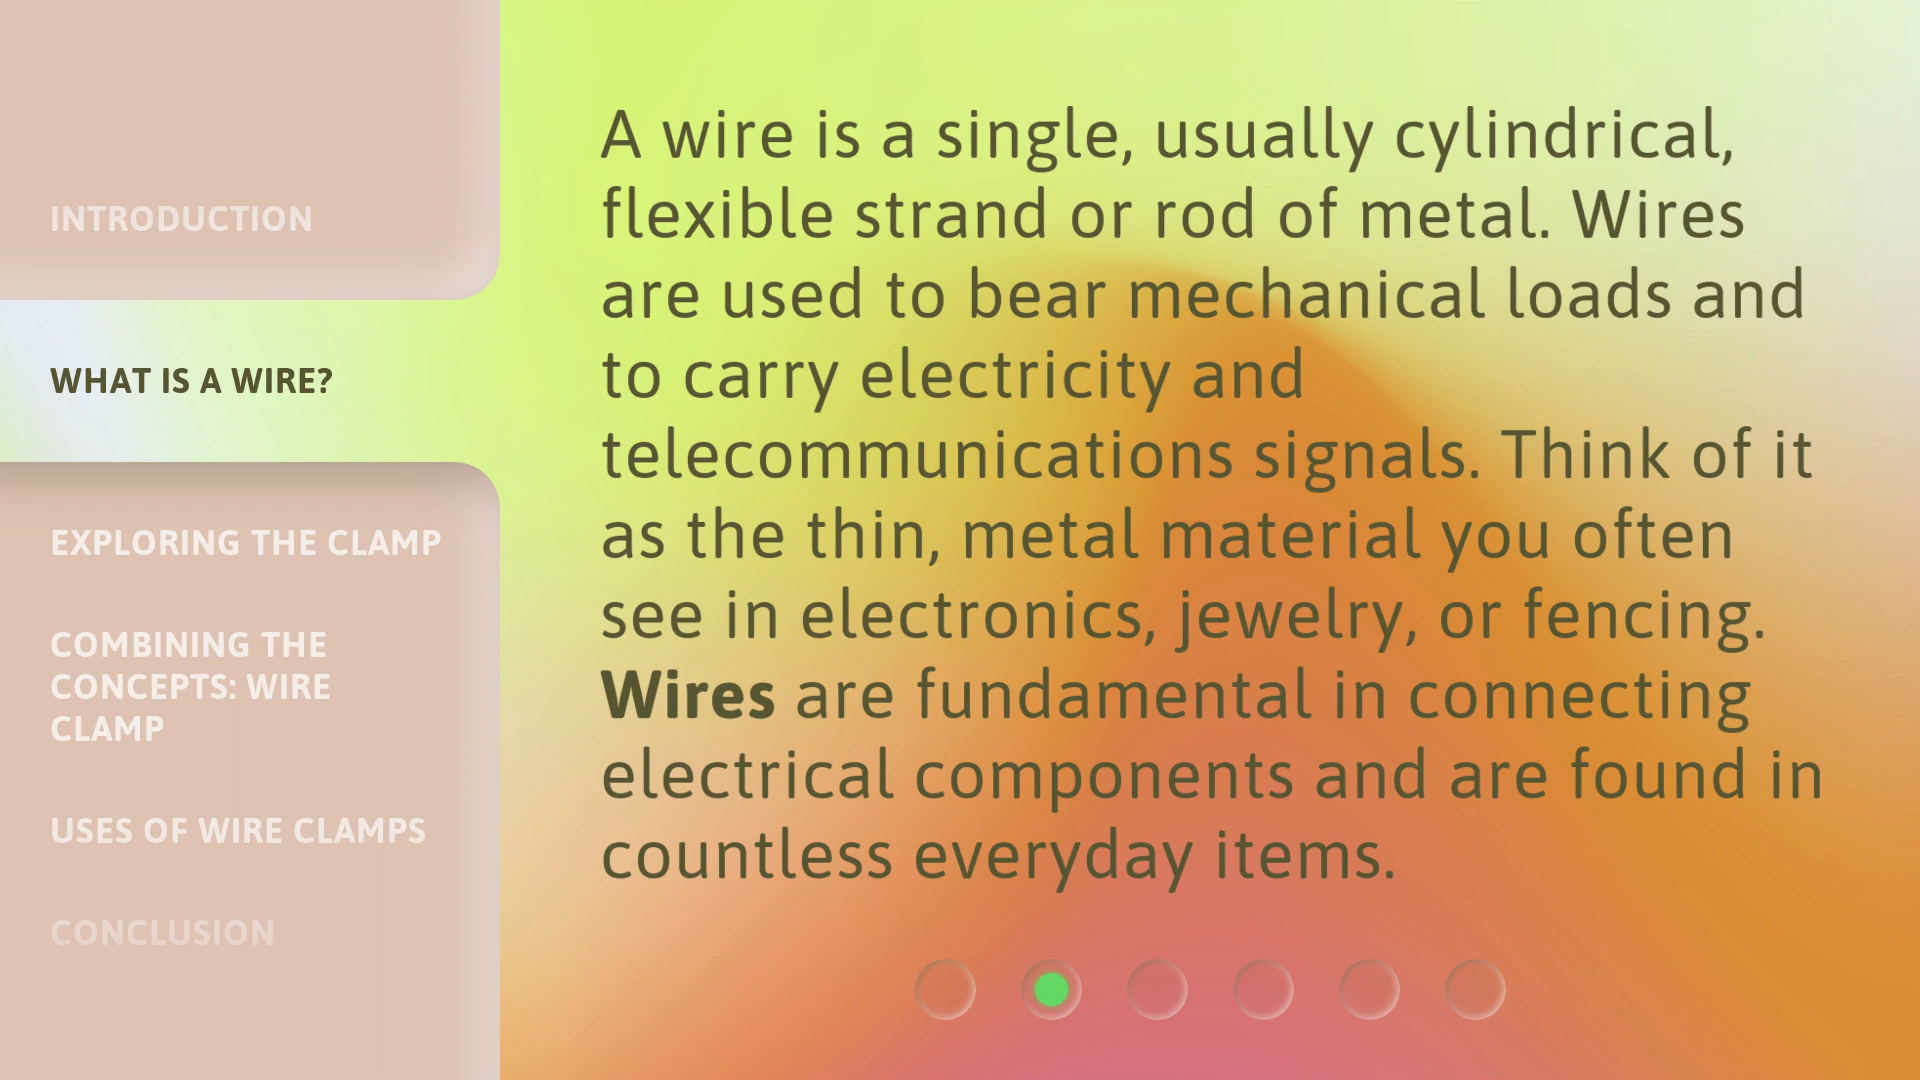 INTRODUCTION
WHAT IS A WIRE?
EXPLORING THE CLAMP
COMBINING THE
CONCEPTS: WIRE
CLAMP
USES OF WIRE CLAMPS
CONCLUSION
A wire is a single, usually cylindrical,
flexible strand or rod of metal. Wires
are used to bear mechanical loads and
to carry electricity and
telecommunications signals. Think of it
as the thin, metal material you often
see in electronics, jewelry, or fencing.
Wires are fundamental in connecting
electrical components and are found in
countless everyday items.